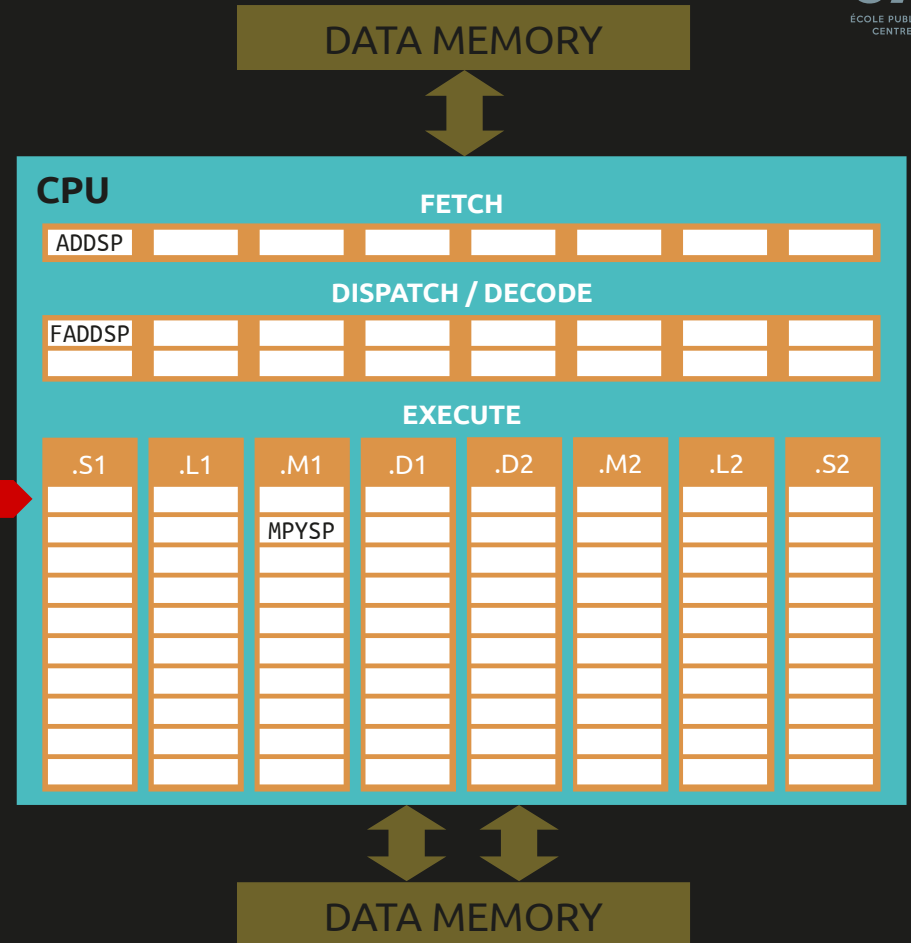 ÉCOLE PUBL
CENTRE
DATA MEMORY
CPU
FETCH
ADDSP
DISPATCH / DECODE
FADDSP
EXECUTE
.S1 .L1 .M1 .D1 .D2 .M2 .L2 .S2
MPYSP
DATA MEMORY